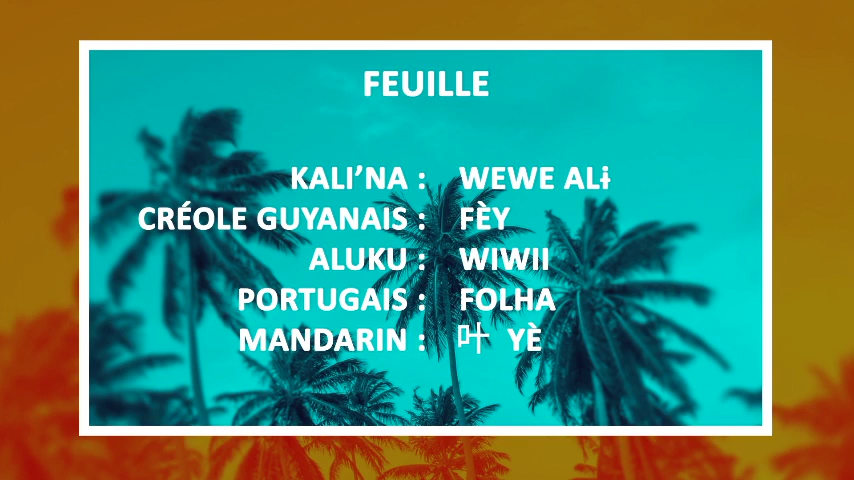 FEUILLE
KALI'NA : WEWE ALɨ
CRÉOLE GUYANAIS : FÈY
ALUKU : WIWII
PORTUGAIS : FOLHA
MANDARIN : 叶 YÈ